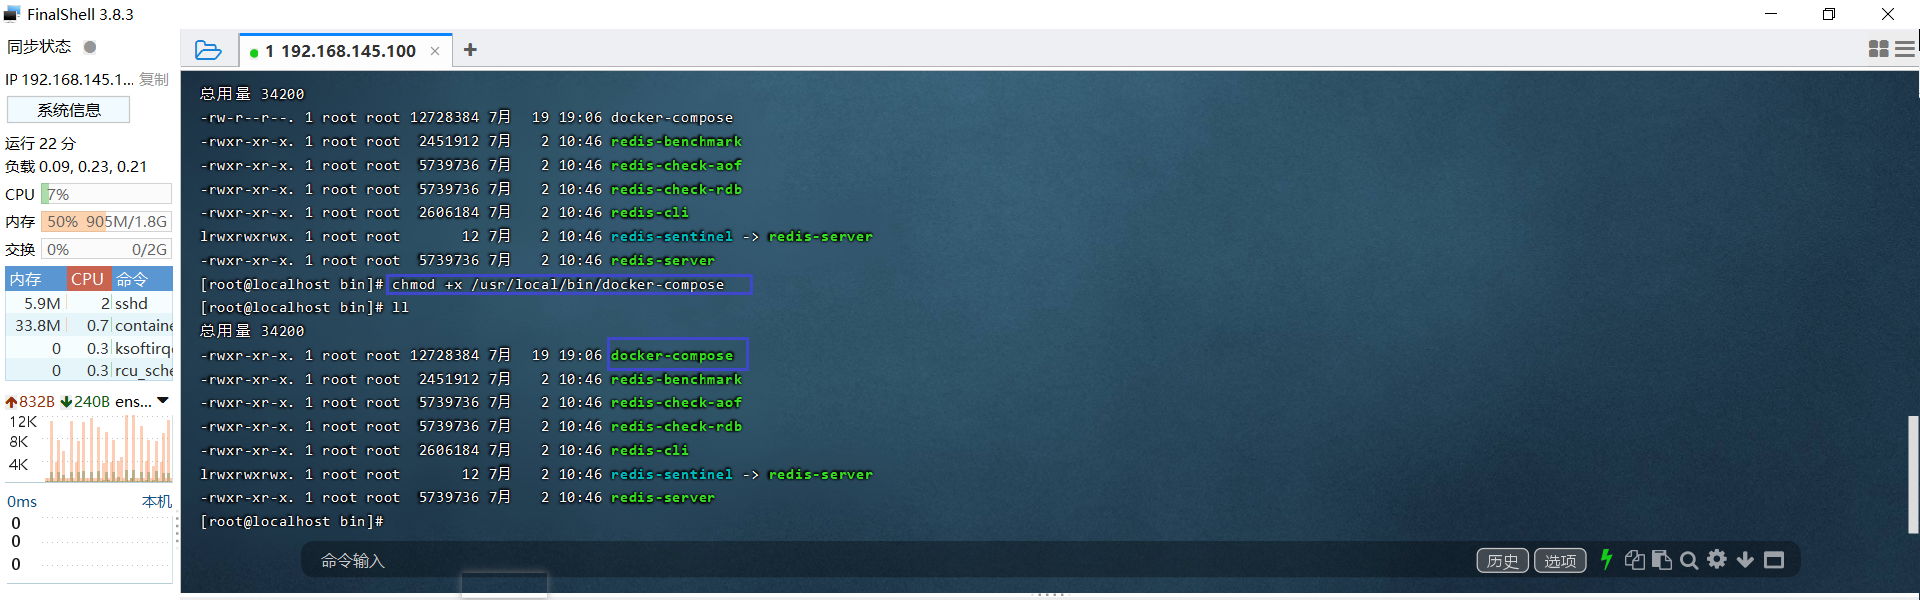 FinalShell 3.8.3
同步状态
IP 192.168.145.1... 复制
系统信息
运行 22 分
负载 0.09, 0.23, 0.21
CPU 7%
内存 50% 905M/1.8G
交换 0% 0/2G
内存 CPU 命令
5.9M 2 sshd
33.8M 0.7 containe
0 0.3 ksoftirq
0 0.3 rcu_sche
832B 240B ens...
12K
8K
4K
0ms 本机
0
0
0
1 192.168.145.100
总用量 34200
-rw-r--r--. 1 root root 12728384 7月  19 19:06 docker-compose
-rwxr-xr-x. 1 root root  2451912 7月   2 10:46 redis-benchmark
-rwxr-xr-x. 1 root root  5739736 7月   2 10:46 redis-check-aof
-rwxr-xr-x. 1 root root  5739736 7月   2 10:46 redis-check-rdb
-rwxr-xr-x. 1 root root  2606184 7月   2 10:46 redis-cli
lrwxrwxrwx. 1 root root       12 7月   2 10:46 redis-sentinel -> redis-server
-rwxr-xr-x. 1 root root  5739736 7月   2 10:46 redis-server
[root@localhost bin]# chmod +x /usr/local/bin/docker-compose
[root@localhost bin]# ll
总用量 34200
-rwxr-xr-x. 1 root root 12728384 7月  19 19:06 docker-compose
-rwxr-xr-x. 1 root root  2451912 7月   2 10:46 redis-benchmark
-rwxr-xr-x. 1 root root  5739736 7月   2 10:46 redis-check-aof
-rwxr-xr-x. 1 root root  5739736 7月   2 10:46 redis-check-rdb
-rwxr-xr-x. 1 root root  2606184 7月   2 10:46 redis-cli
lrwxrwxrwx. 1 root root       12 7月   2 10:46 redis-sentinel -> redis-server
-rwxr-xr-x. 1 root root  5739736 7月   2 10:46 redis-server
[root@localhost bin]#
命令输入
历史 选项